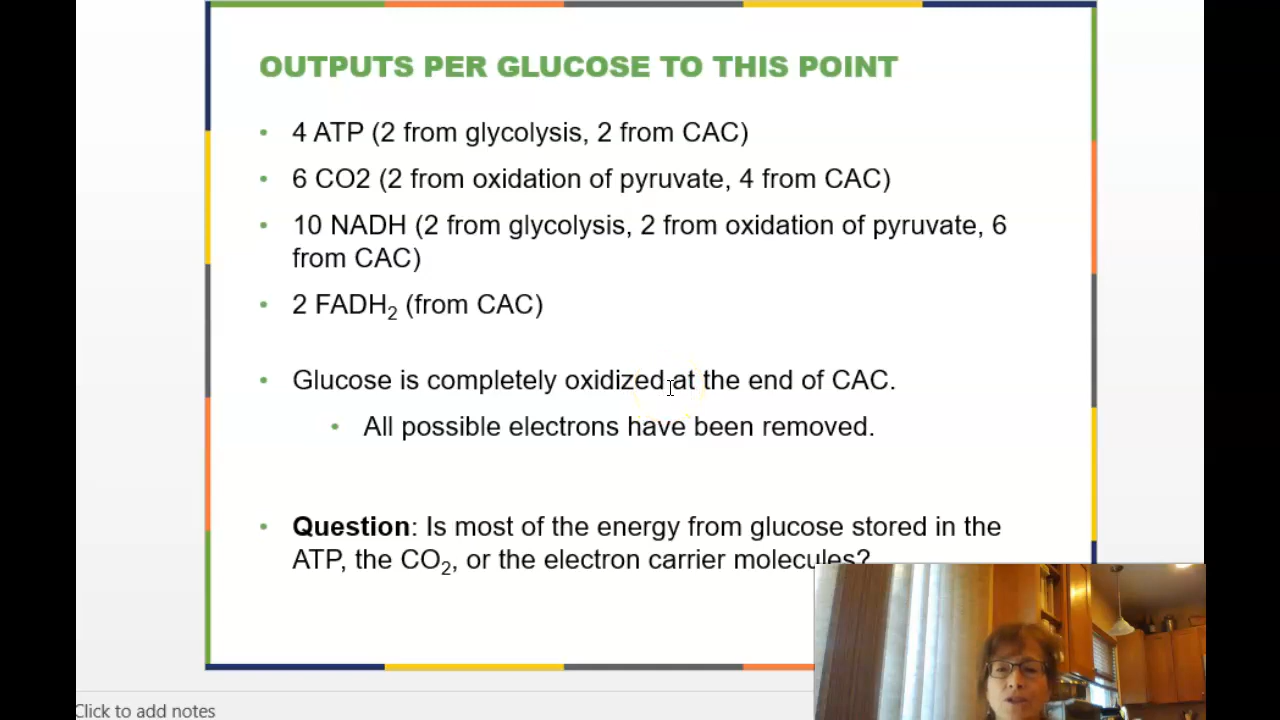 OUTPUTS PER GLUCOSE TO THIS POINT
• 4 ATP (2 from glycolysis, 2 from CAC)
• 6 CO2 (2 from oxidation of pyruvate, 4 from CAC)
• 10 NADH (2 from glycolysis, 2 from oxidation of pyruvate, 6
from CAC)
• 2 FADH₂ (from CAC)
• Glucose is completely oxidized at the end of CAC.
• All possible electrons have been removed.
• Question: Is most of the energy from glucose stored in the
ATP, the CO₂, or the electron carrier molecules?
Click to add notes